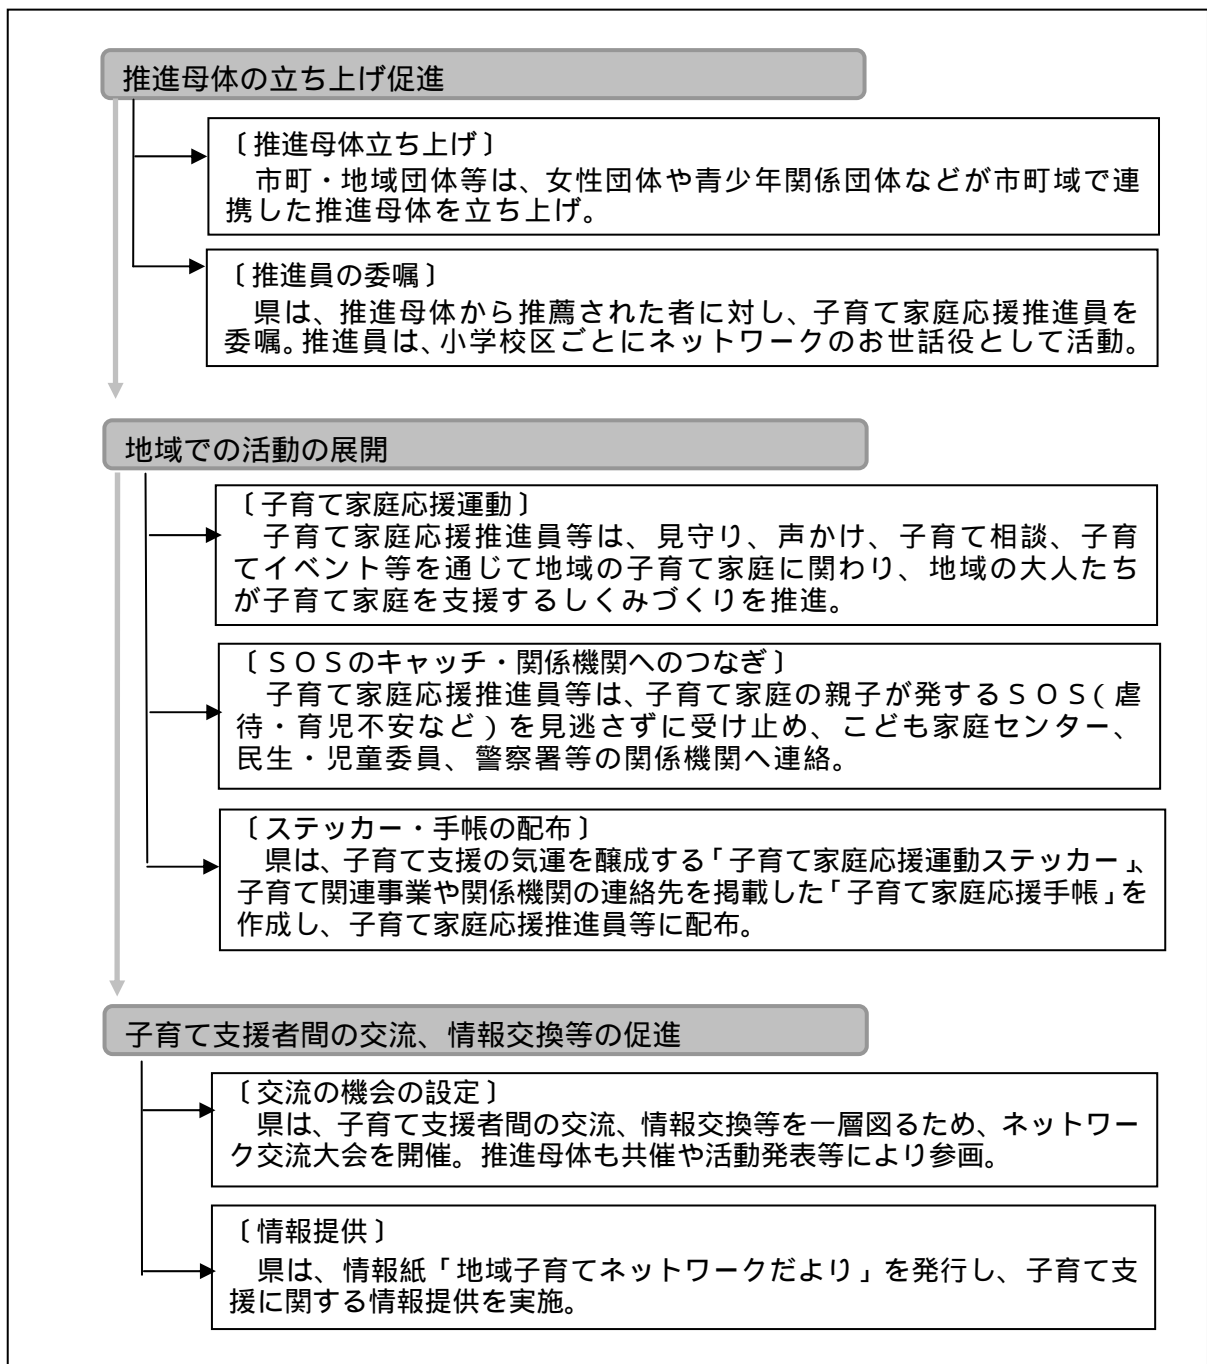 推進母体の立ち上げ促進
〔推進母体立ち上げ〕
市町・地域団体等は、女性団体や青少年関係団体などが市町域で連
携した推進母体を立ち上げ。
〔推進員の委嘱〕
県は、推進母体から推薦された者に対し、子育て家庭応援推進員を
委嘱。推進員は、小学校区ごとにネットワークのお世話役として活動。
地域での活動の展開
〔子育て家庭応援運動〕
子育て家庭応援推進員等は、見守り、声かけ、子育て相談、子育
てイベント等を通じて地域の子育て家庭に関わり、地域の大人たち
が子育て家庭を支援するしくみづくりを推進。
〔ＳＯＳのキャッチ・関係機関へのつなぎ〕
子育て家庭応援推進員等は、子育て家庭の親子が発するＳＯＳ（虐
待・育児不安など）を見逃さずに受け止め、こども家庭センター、
民生・児童委員、警察署等の関係機関へ連絡。
〔ステッカー・手帳の配布〕
県は、子育て支援の気運を醸成する「子育て家庭応援運動ステッカー」、
子育て関連事業や関係機関の連絡先を掲載した「子育て家庭応援手帳」を
作成し、子育て家庭応援推進員等に配布。
子育て支援者間の交流、情報交換等の促進
〔交流の機会の設定〕
県は、子育て支援者間の交流、情報交換等を一層図るため、ネットワー
ク交流大会を開催。推進母体も共催や活動発表等により参画。
〔情報提供〕
県は、情報紙「地域子育てネットワークだより」を発行し、子育て支
援に関する情報提供を実施。